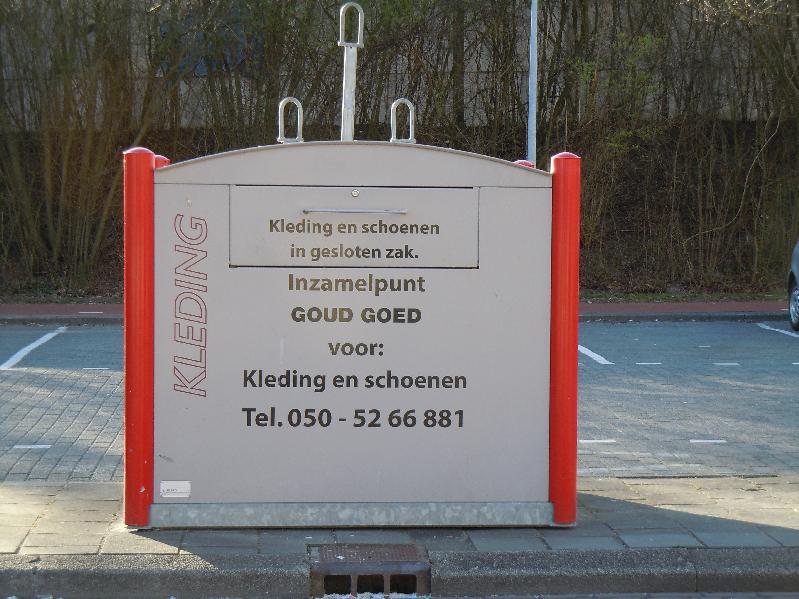 KLEDING
Kleding en schoenen
in gesloten zak.
Inzamelpunt
GOUD GOED
voor:
Kleding en schoenen
Tel. 050 - 52 66 881